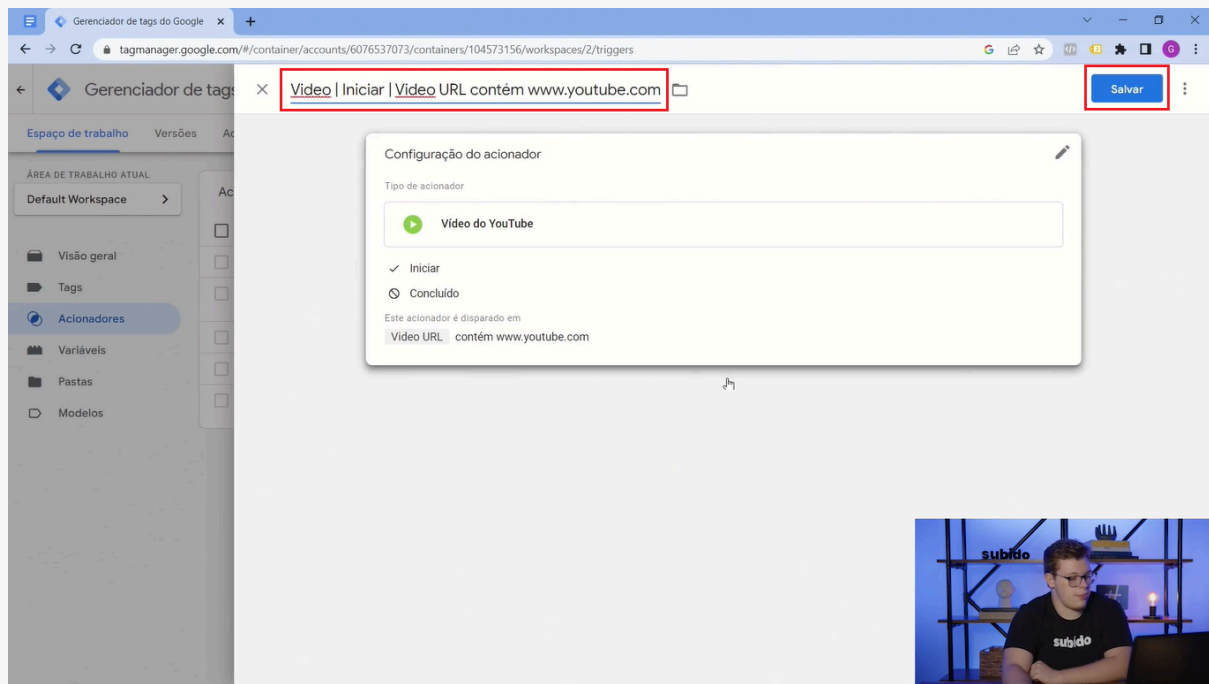 Gerenciador de tags do Google
tagmanager.google.com/#/container/accounts/6076537073/containers/104573156/workspaces/2/triggers
G
Gerenciador de tags
Video | Iniciar | Video URL contém www.youtube.com
Salvar
Espaço de trabalho
Versões
Ac
ÁREA DE TRABALHO ATUAL
Default Workspace
Ac
Visão geral
Tags
Acionadores
Variáveis
Pastas
Modelos
Configuração do acionador
Tipo de acionador
Vídeo do YouTube
Iniciar
Concluído
Este acionador é disparado em
Video URL contém www.youtube.com
subido
#
subido